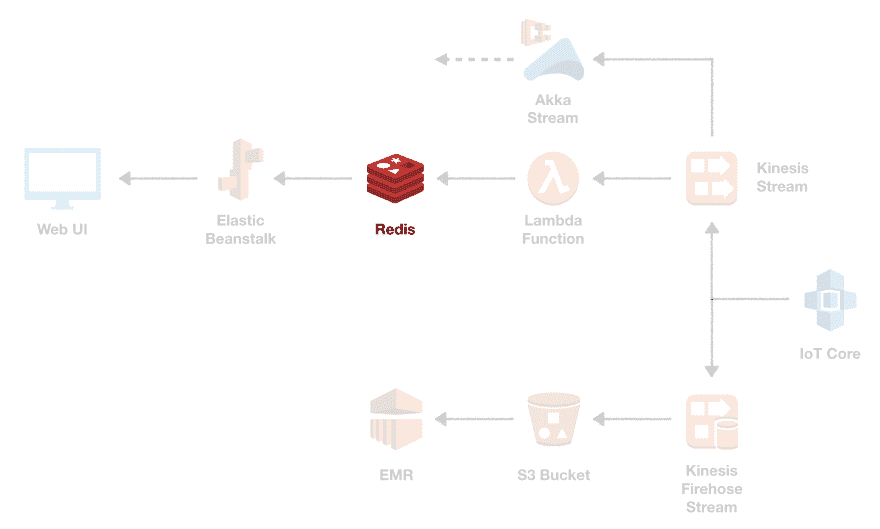 Akka
Stream
Kinesis
Stream
Web UI
Elastic
Beanstalk
Redis
Lambda
Function
IoT Core
EMR
S3 Bucket
Kinesis
Firehose
Stream